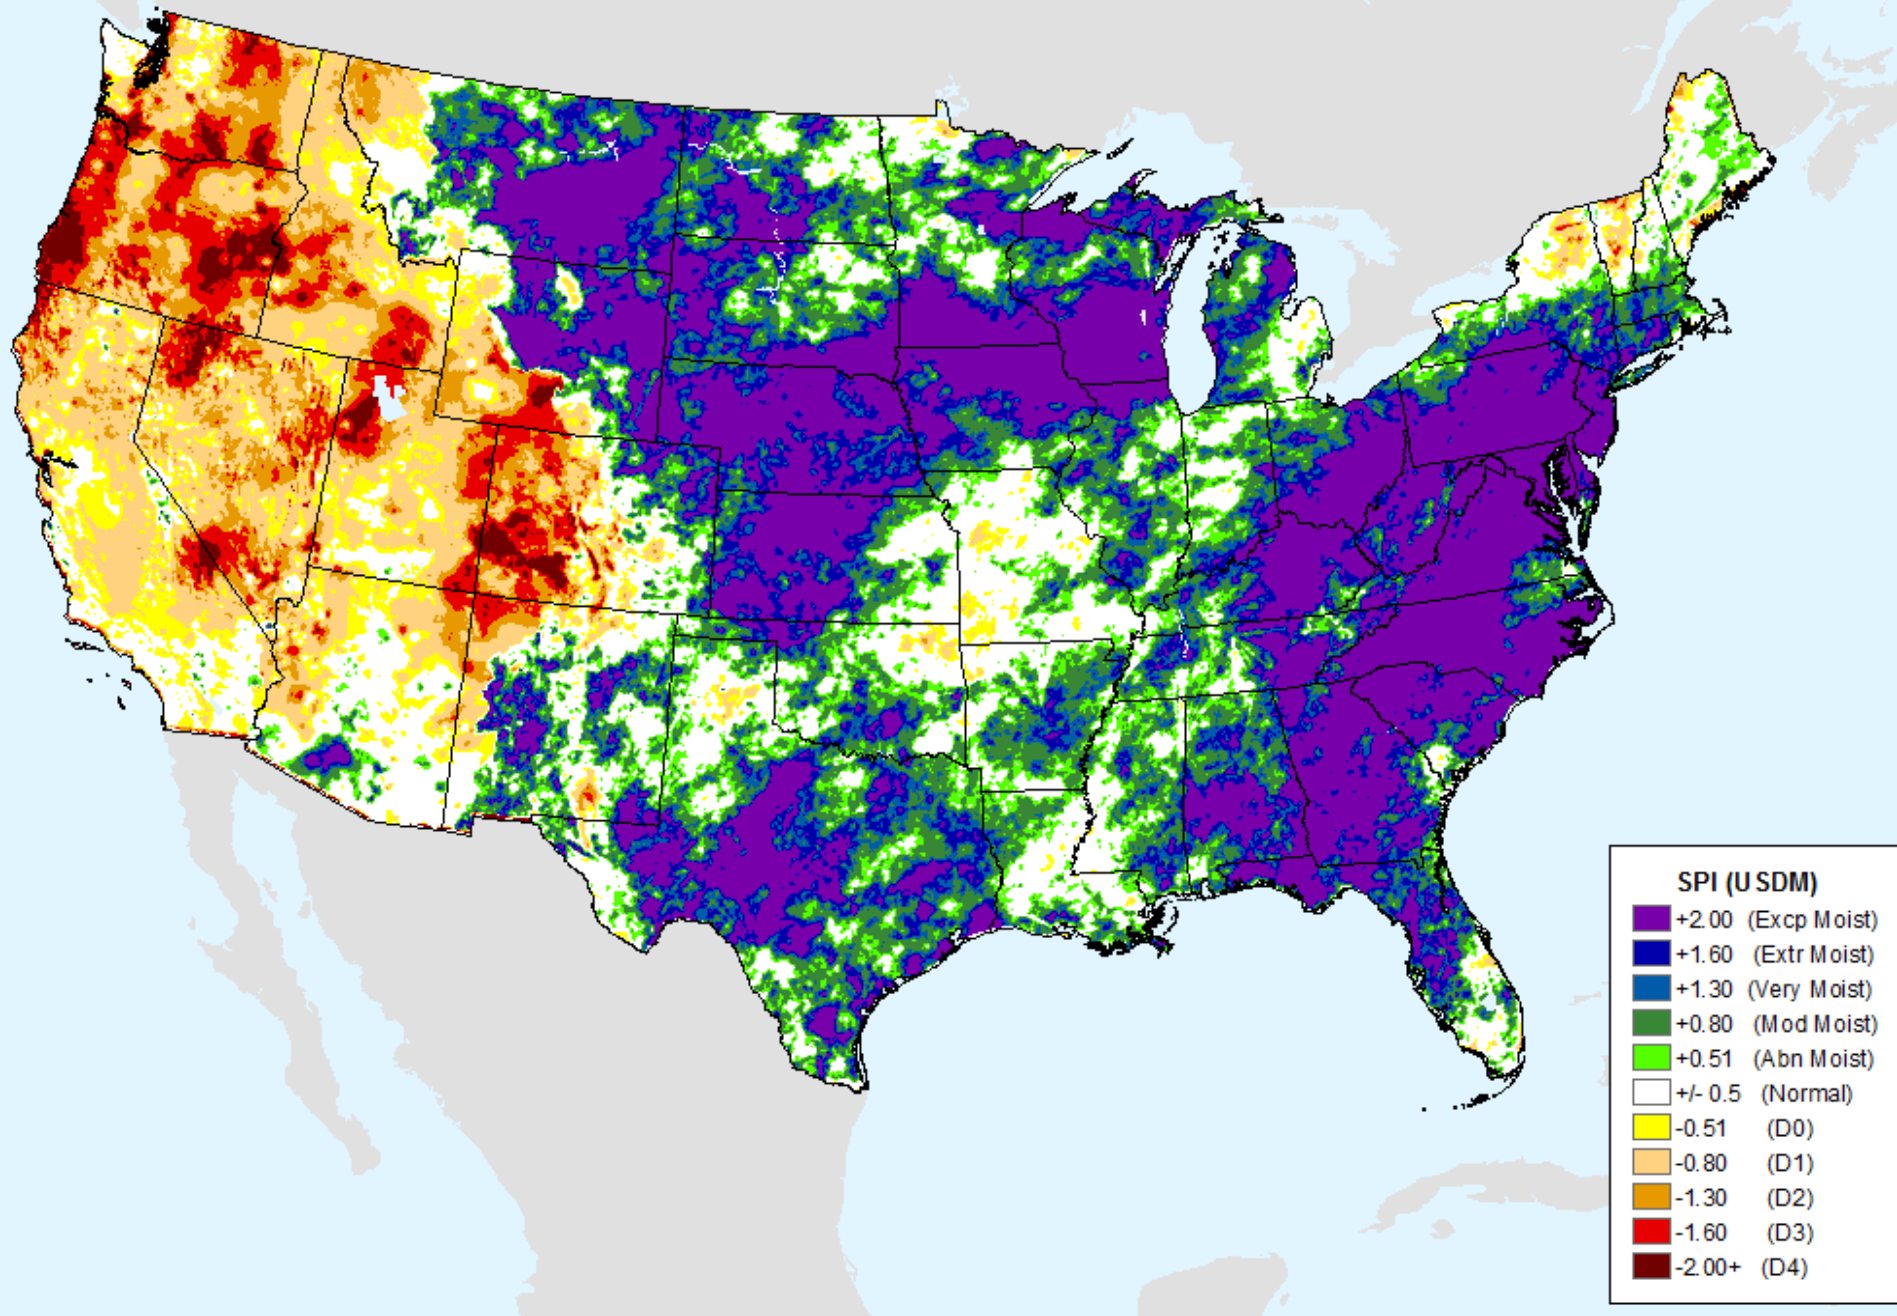 SPI (USDM)
+2.00 (Excp Moist)
+1.60 (Extr Moist)
+1.30 (Very Moist)
+0.80 (Mod Moist)
+0.51 (Abn Moist)
+/- 0.5 (Normal)
-0.51 (D0)
-0.80 (D1)
-1.30 (D2)
-1.60 (D3)
-2.00+ (D4)